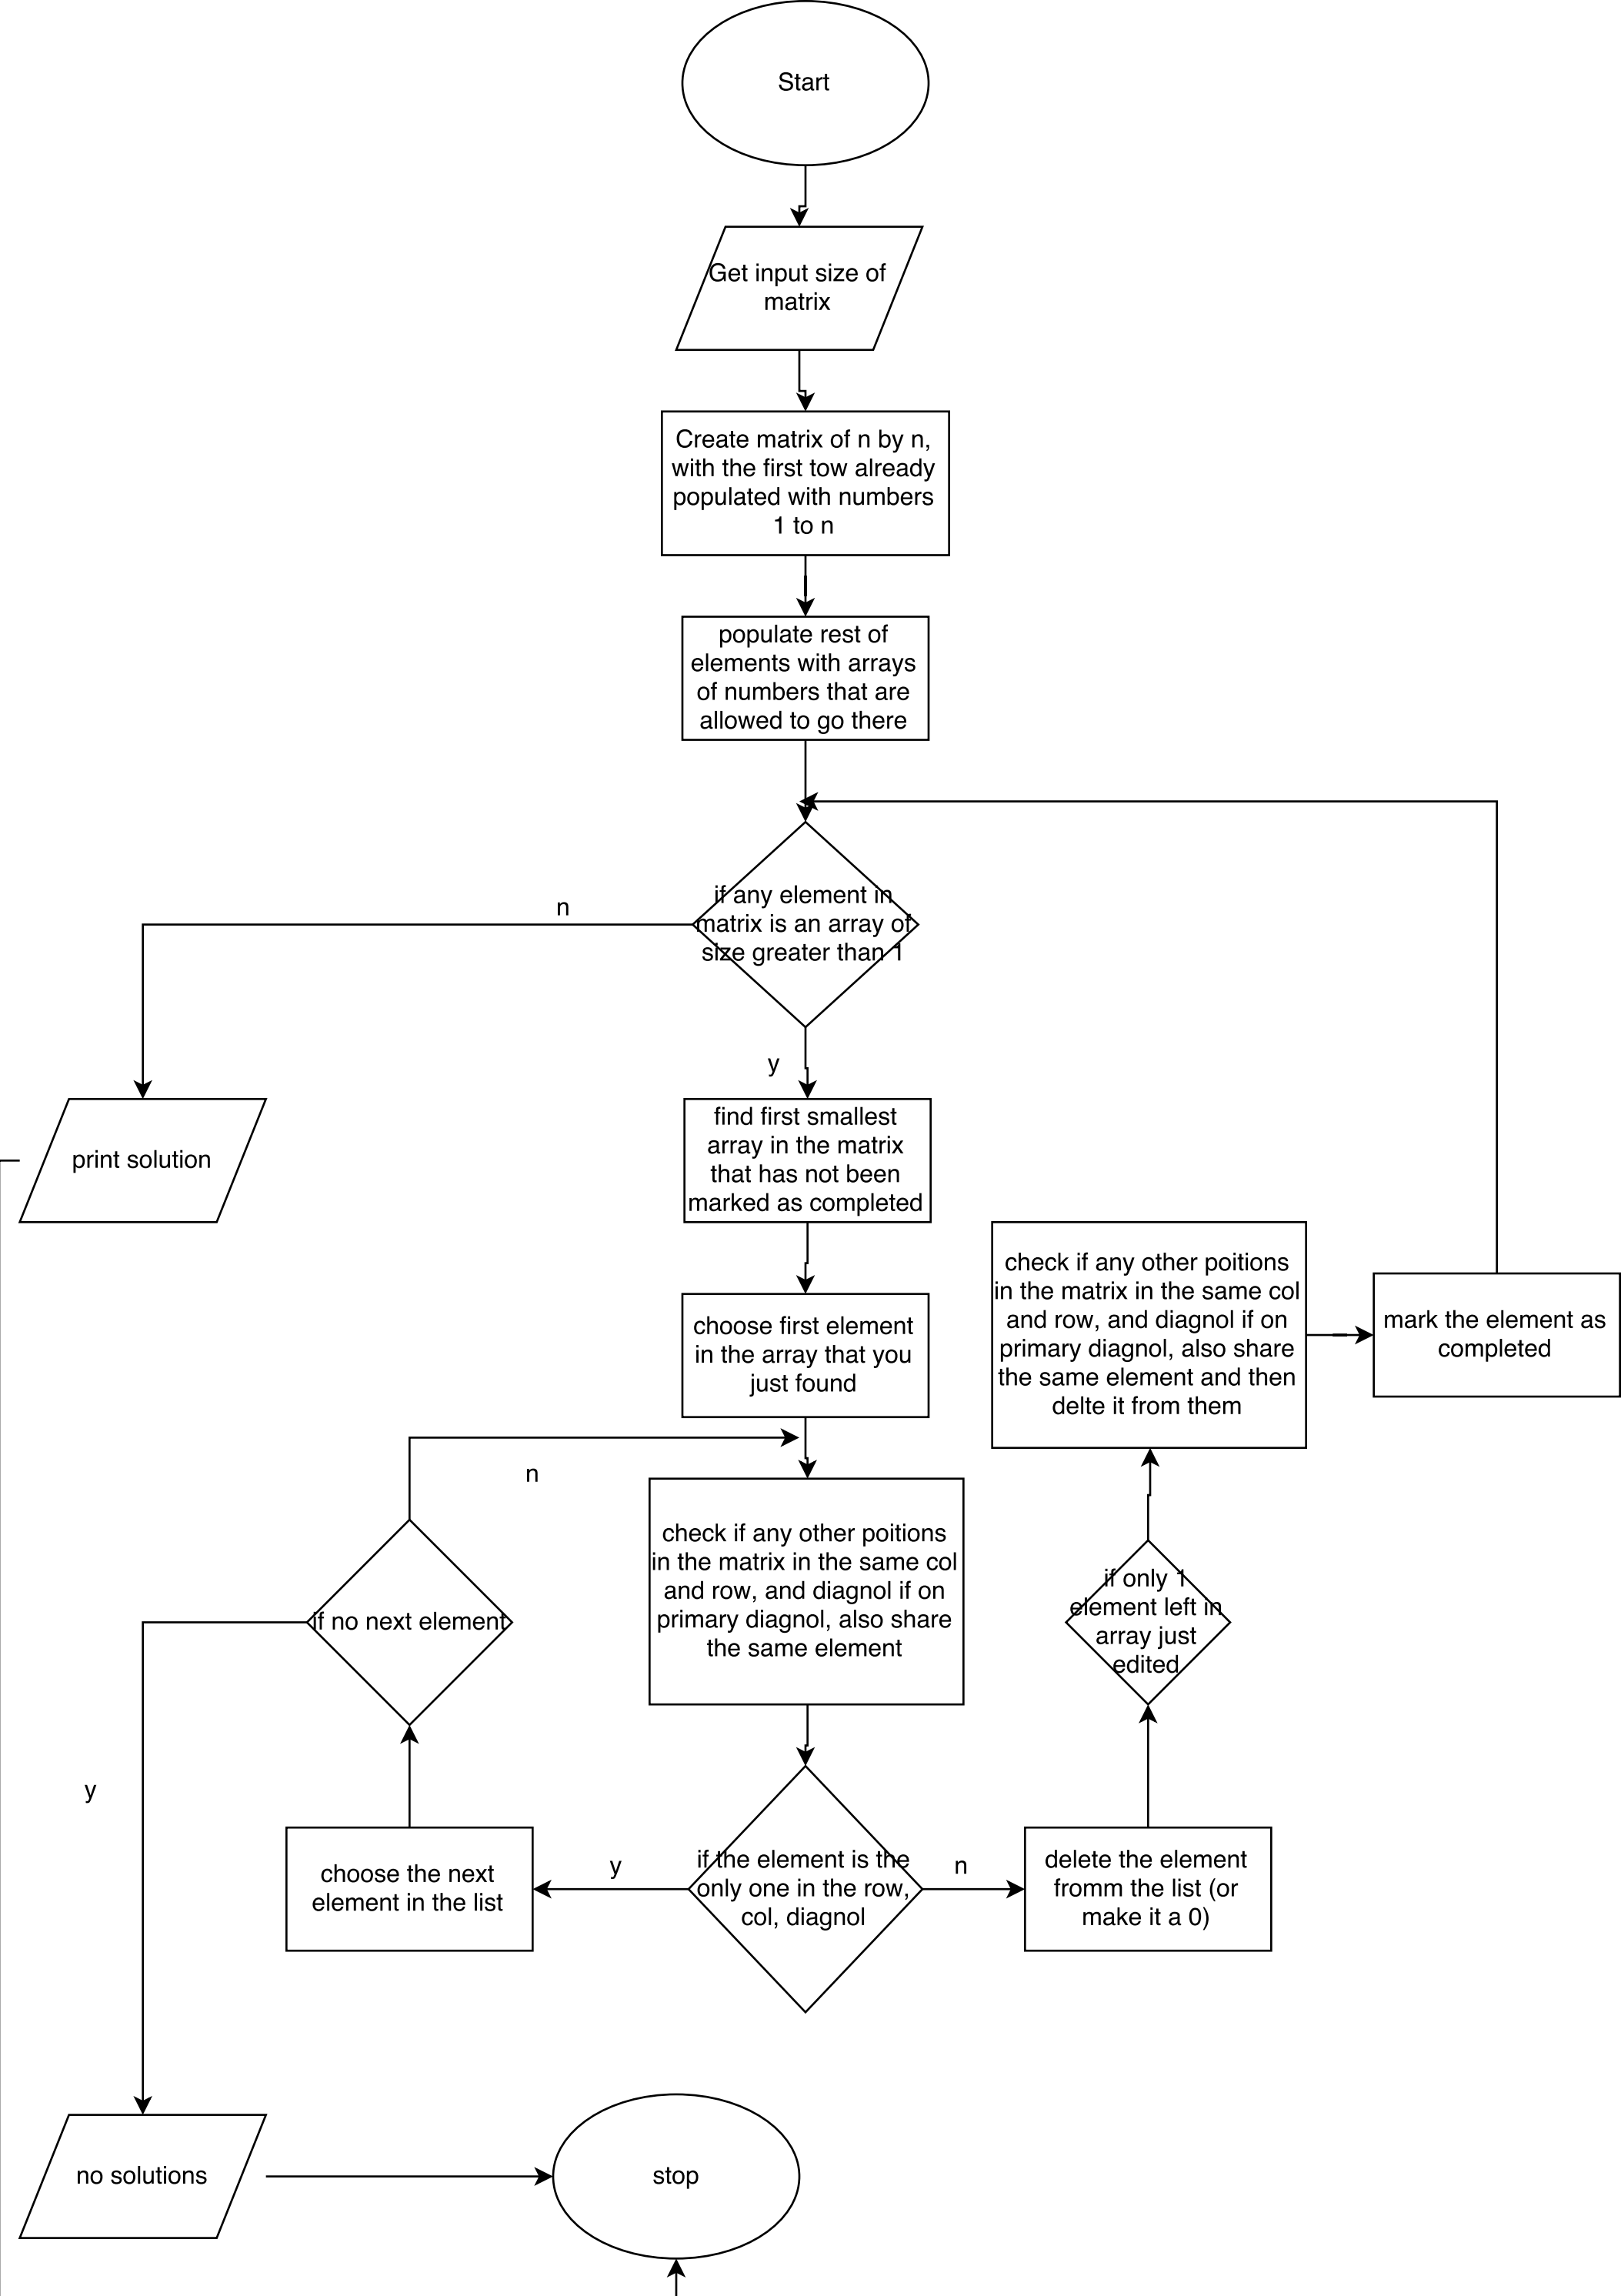 Start
Get input size of
matrix
Create matrix of n by n,
with the first tow already
populated with numbers
1 to n
populate rest of
elements with arrays
of numbers that are
allowed to go there
if any element in
matrix is an array of
size greater than 1
n
y
print solution
find first smallest
array in the matrix
that has not been
marked as completed
choose first element
in the array that you
just found
check if any other poitions
in the matrix in the same col
and row, and diagnol if on
primary diagnol, also share
the same element and then
delte it from them
mark the element as
completed
n
check if any other poitions
in the matrix in the same col
and row, and diagnol if on
primary diagnol, also share
the same element
if no next element
if only 1
element left in
array just
edited
y
choose the next
element in the list
y
if the element is the
only one in the row,
col, diagnol
n
delete the element
fromm the list (or
make it a 0)
no solutions
stop